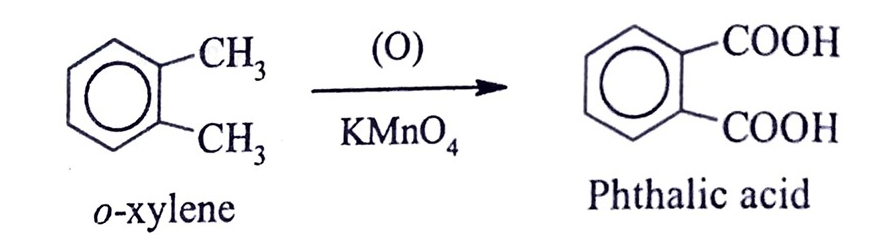 CH₃
CH₃
o-xylene
(O)
KMnO₄
COOH
COOH
Phthalic acid